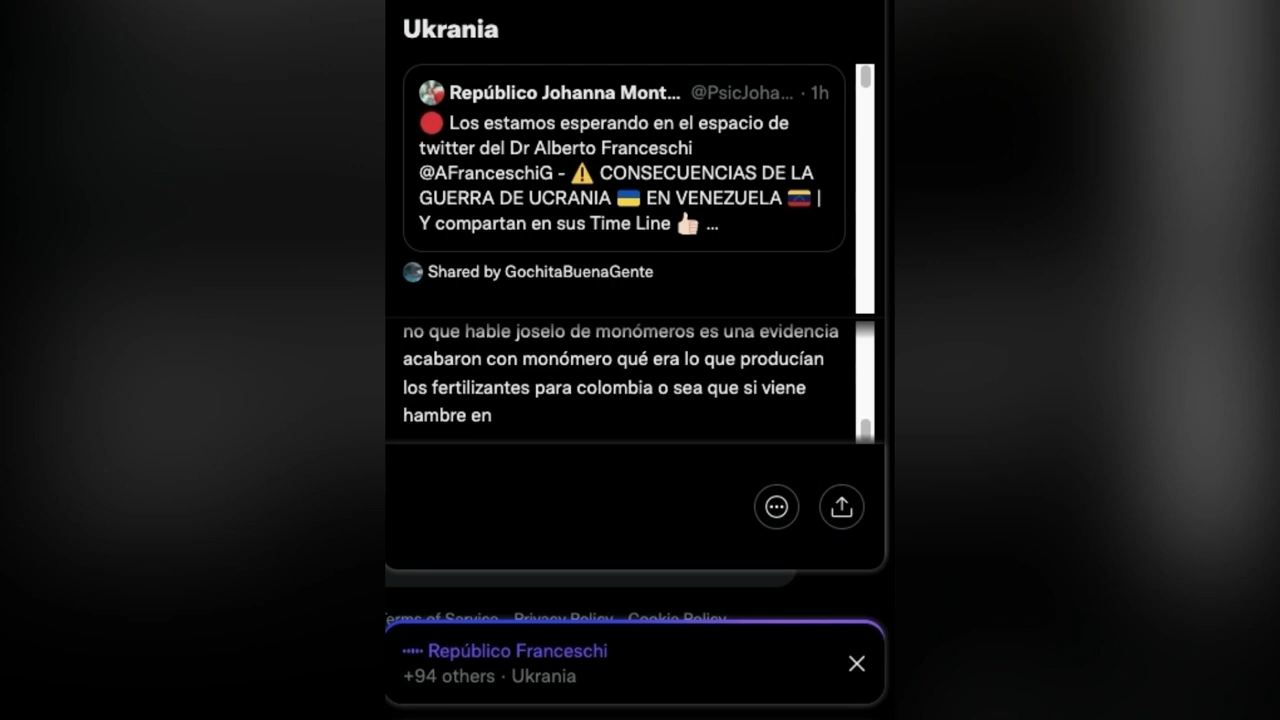 Ukrania
Repúblico Johanna Mont... @PsicJoha... · 1h
🔴 Los estamos esperando en el espacio de
twitter del Dr Alberto Franceschi
@AFranceschiG - ⚠️ CONSECUENCIAS DE LA
GUERRA DE UCRANIA 🇺🇦 EN VENEZUELA 🇻🇪 |
Y compartan en sus Time Line 👍🏻 ...
Shared by GochitaBuenaGente
no que hable joselo de monómeros es una evidencia
acabaron con monómero qué era lo que producían
los fertilizantes para colombia o sea que si viene
hambre en
Terms of Service Privacy Policy Cookie Policy
Repúblico Franceschi
+94 others · Ukrania